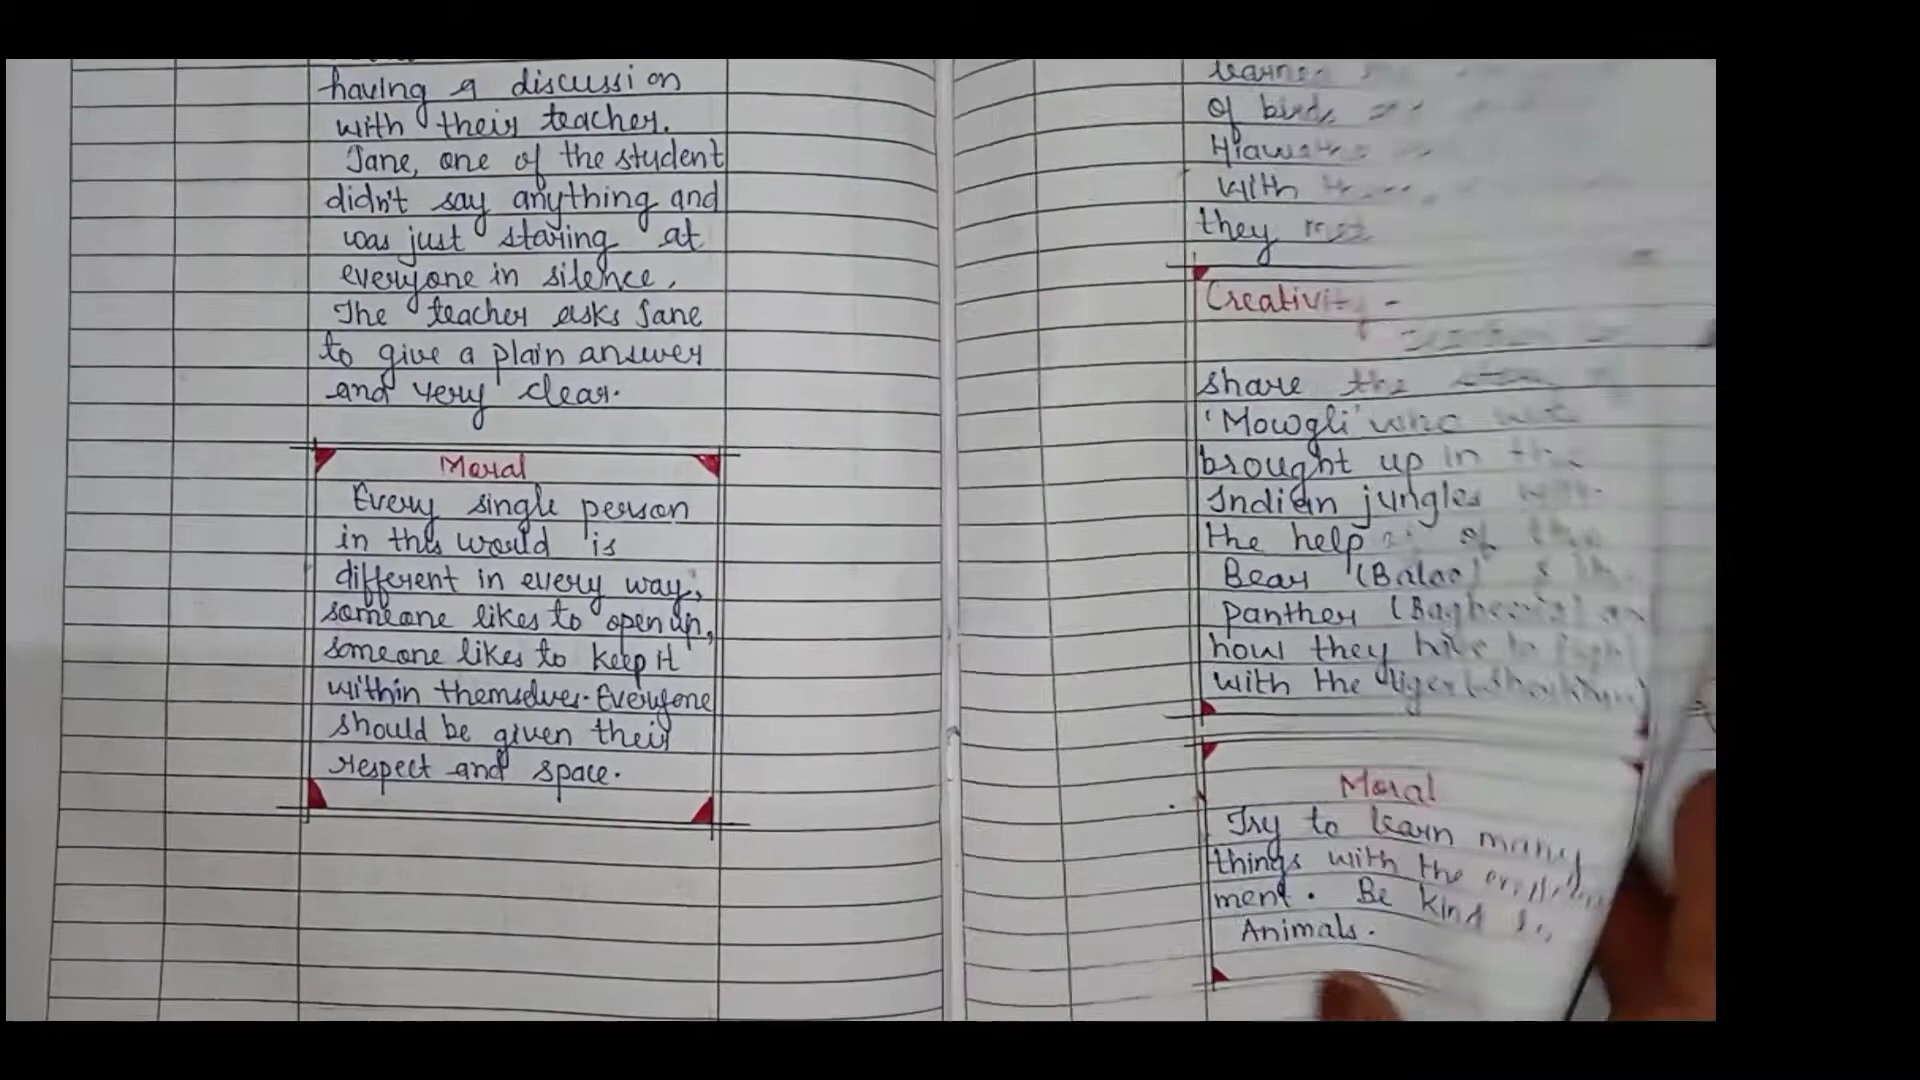 having a discussion
with their teacher.
Jane, one of the student
didn't say anything and
was just staring at
everyone in silence.
The teacher asks Jane
to give a plain answer
and very clear.
Moral
Every single person
in this world is
different in every way,
someone likes to open up,
someone likes to keep it
within themselves. Everyone
should be given their
respect and space.
of birds
with
they
Creativity -
share the
'Mowgli' who
brought up in
Indian jungles
the help of
Bear (Baloo)
panther
how they
with the tiger
Moral
Try to learn many
things with the
ment. Be kind
Animals.